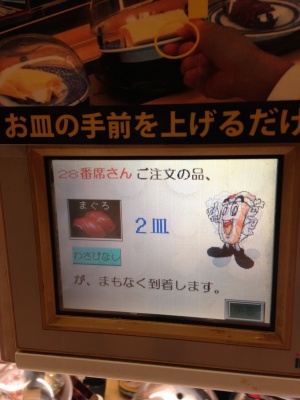 お皿の手前を上げるだけ
28番席さん ご注文の品、
まぐろ
2皿
わさびなし
が、まもなく到着します。